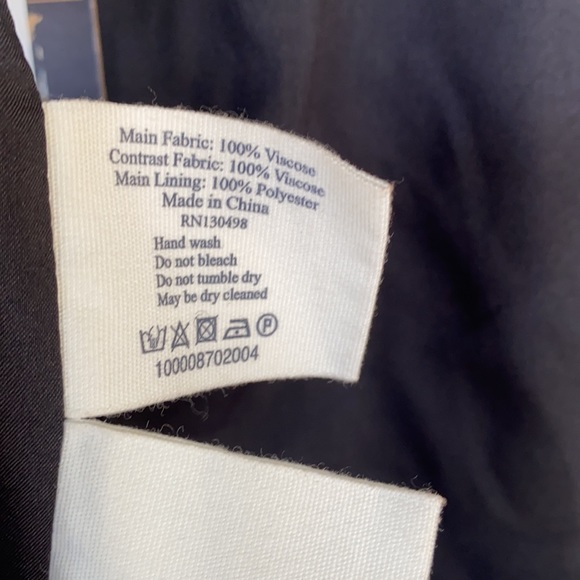 Main Fabric: 100% Viscose
Contrast Fabric: 100% Viscose
Main Lining: 100% Polyester
Made in China
RN130498
Hand wash
Do not bleach
Do not tumble dry
May be dry cleaned
P
100008702004